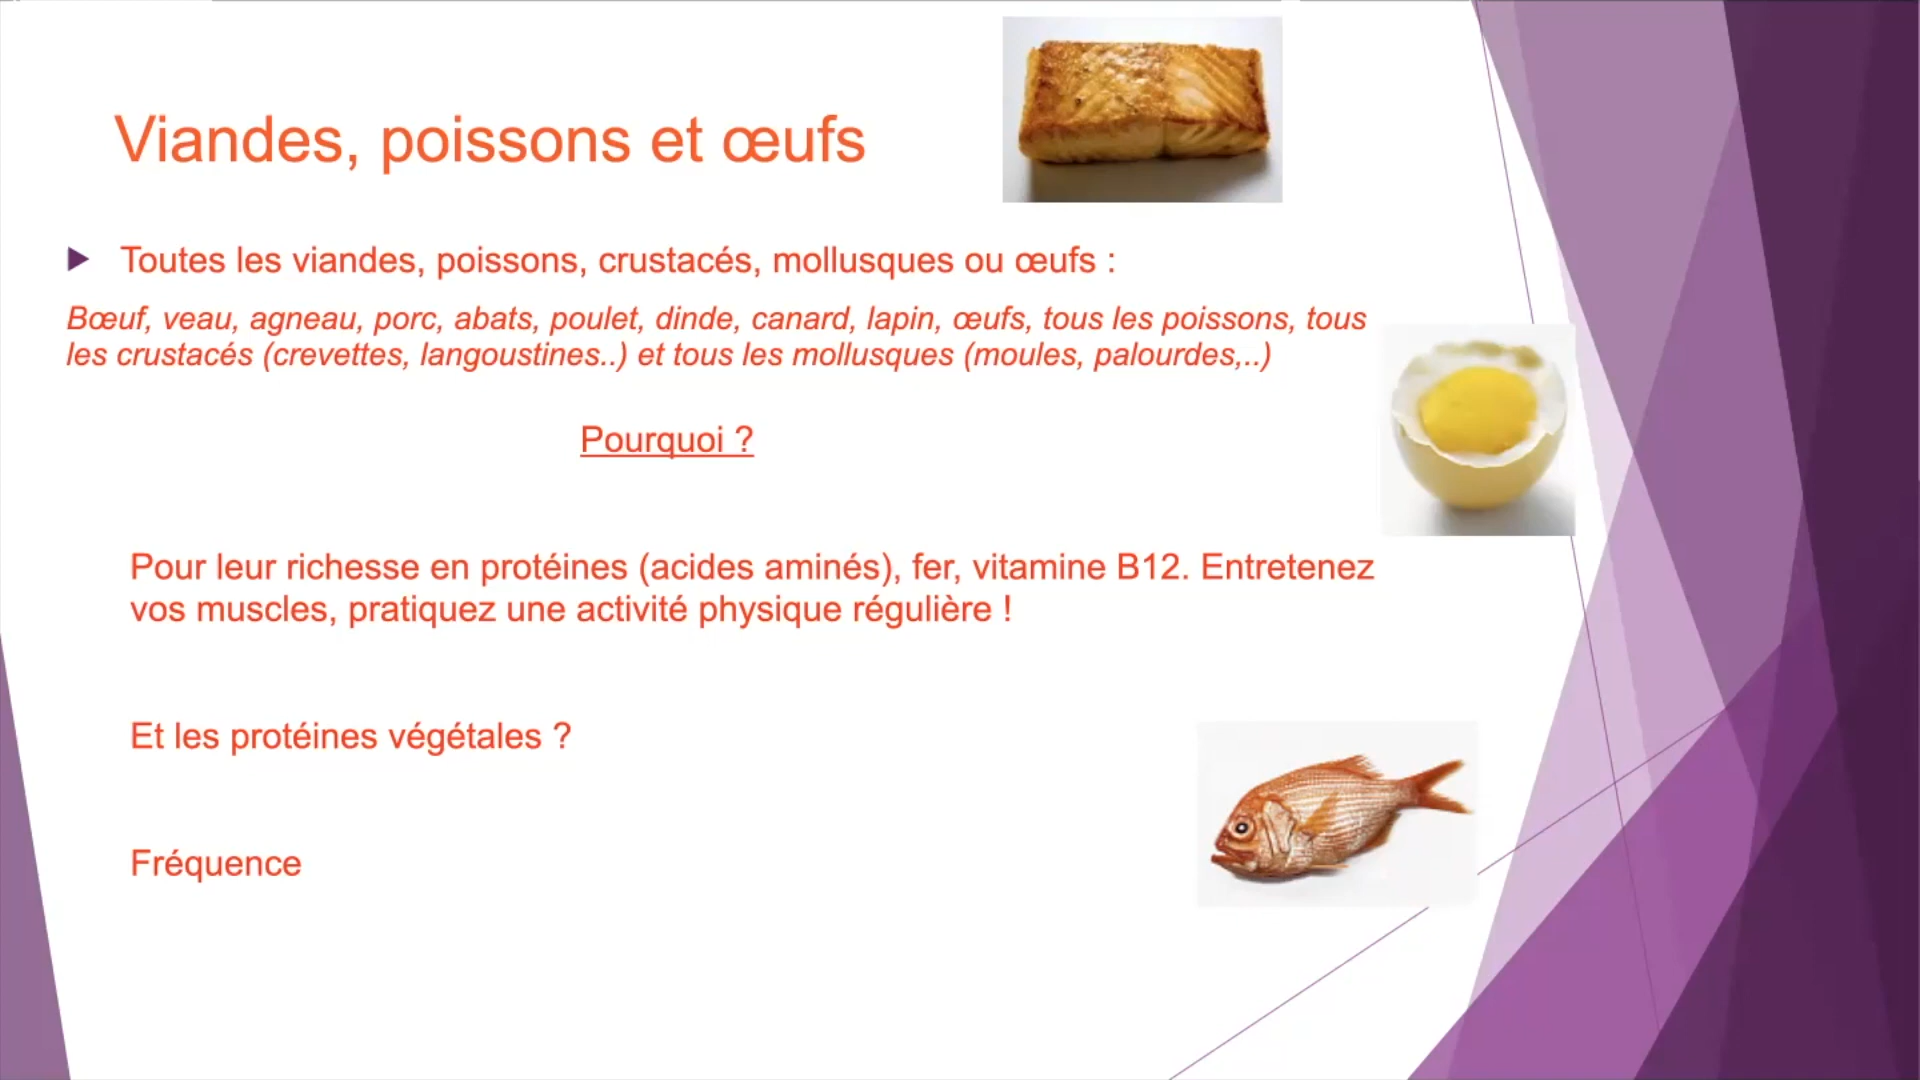 Viandes, poissons et œufs
Toutes les viandes, poissons, crustacés, mollusques ou œufs :
Bœuf, veau, agneau, porc, abats, poulet, dinde, canard, lapin, œufs, tous les poissons, tous
les crustacés (crevettes, langoustines..) et tous les mollusques (moules, palourdes,..)
Pourquoi ?
Pour leur richesse en protéines (acides aminés), fer, vitamine B12. Entretenez
vos muscles, pratiquez une activité physique régulière !
Et les protéines végétales ?
Fréquence